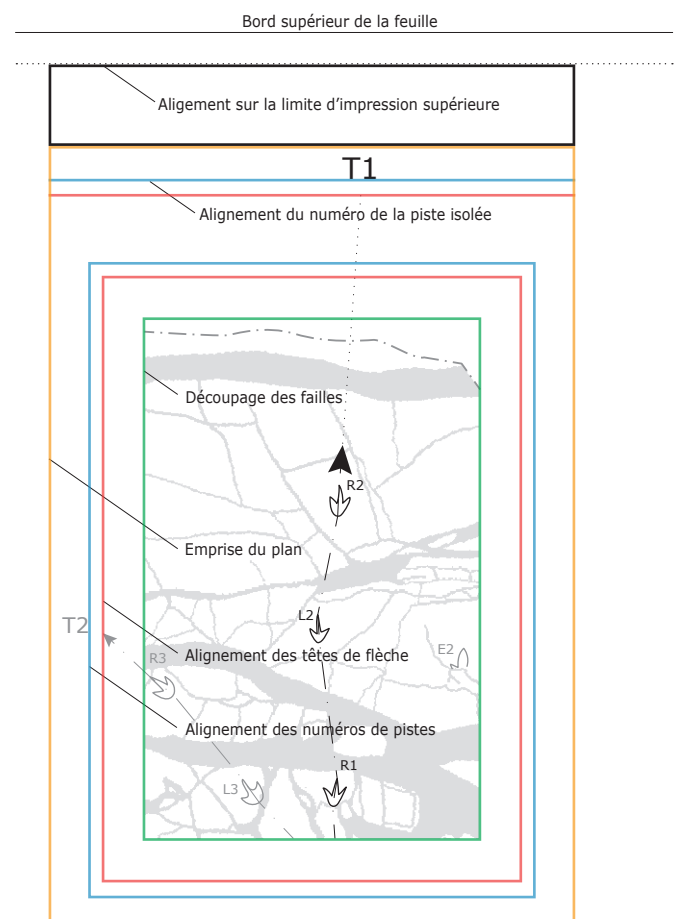 Bord supérieur de la feuille
Aligement sur la limite d'impression supérieure
T1
Alignement du numéro de la piste isolée
Découpage des failles
R2
Emprise du plan
L2
T2
E2
R3
Alignement des têtes de flèche
Alignement des numéros de pistes
R1
L3